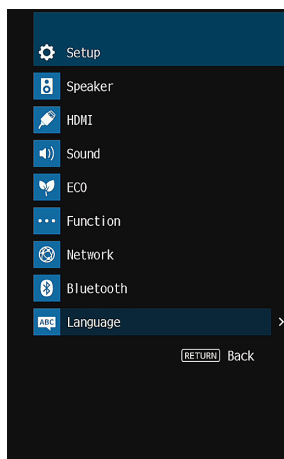 Setup
Speaker
HDMI
Sound
ECO
Function
Network
Bluetooth
ABC Language
RETURN Back